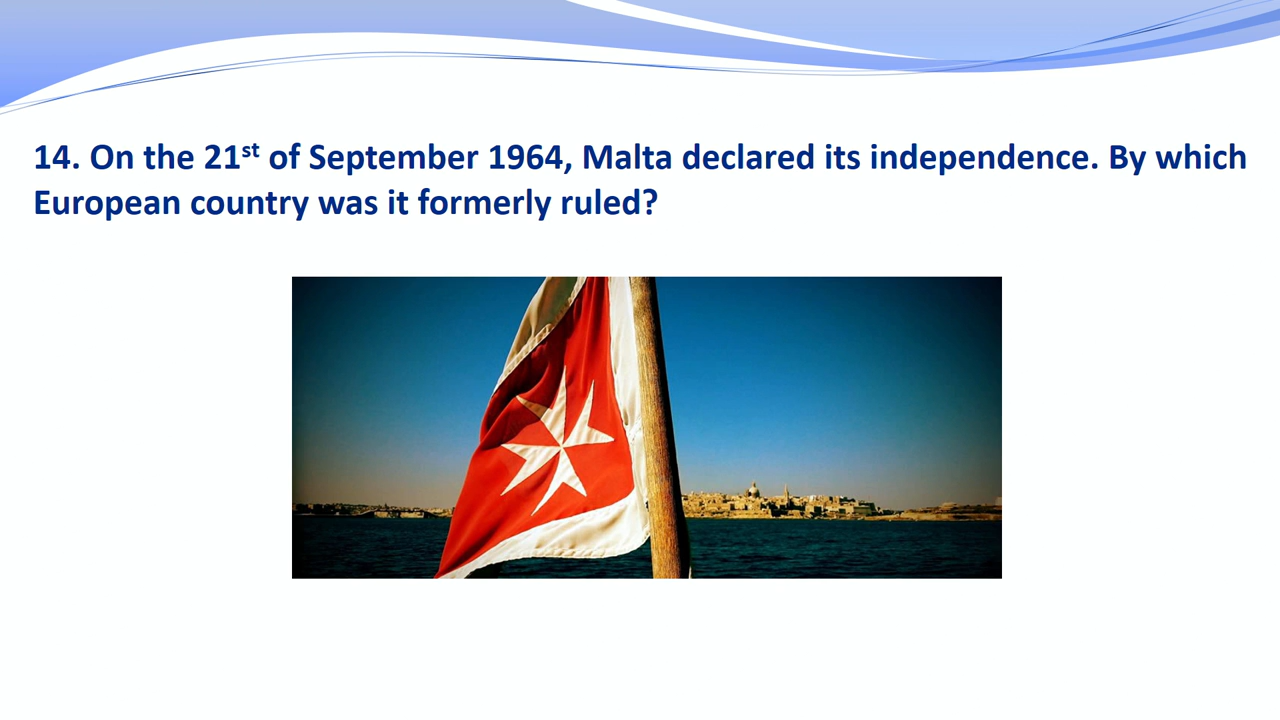 14. On the 21st of September 1964, Malta declared its independence. By which
European country was it formerly ruled?